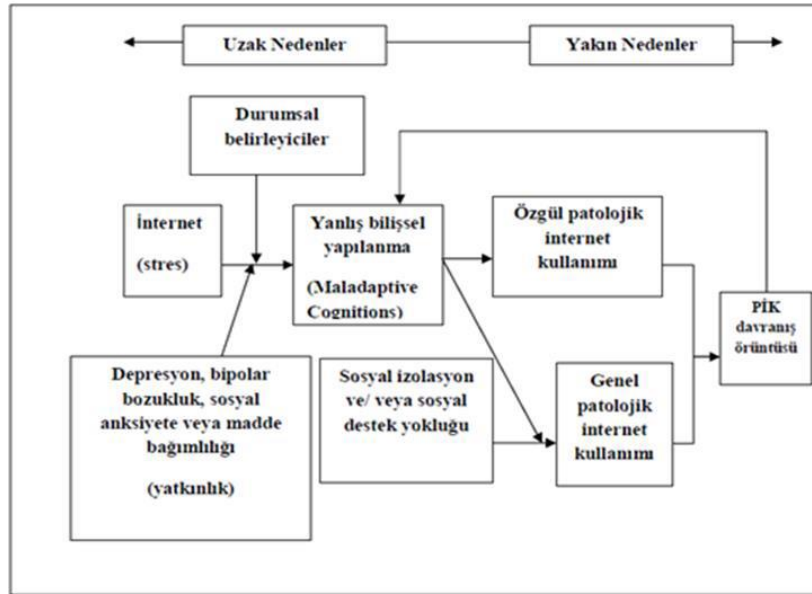 Uzak Nedenler
Yakın Nedenler
Durumsal
belirleyiciler
İnternet
(stres)
Yanlış bilişsel
yapılanma
(Maladaptive
Cognitions)
Özgül patolojik
internet
kullanımı
PİK
davranış
örüntüsü
Depresyon, bipolar
bozukluk, sosyal
anksiyete veya madde
bağımlılığı
(yatkınlık)
Sosyal izolasyon
ve/ veya sosyal
destek yokluğu
Genel
patolojik
internet
kullanımı